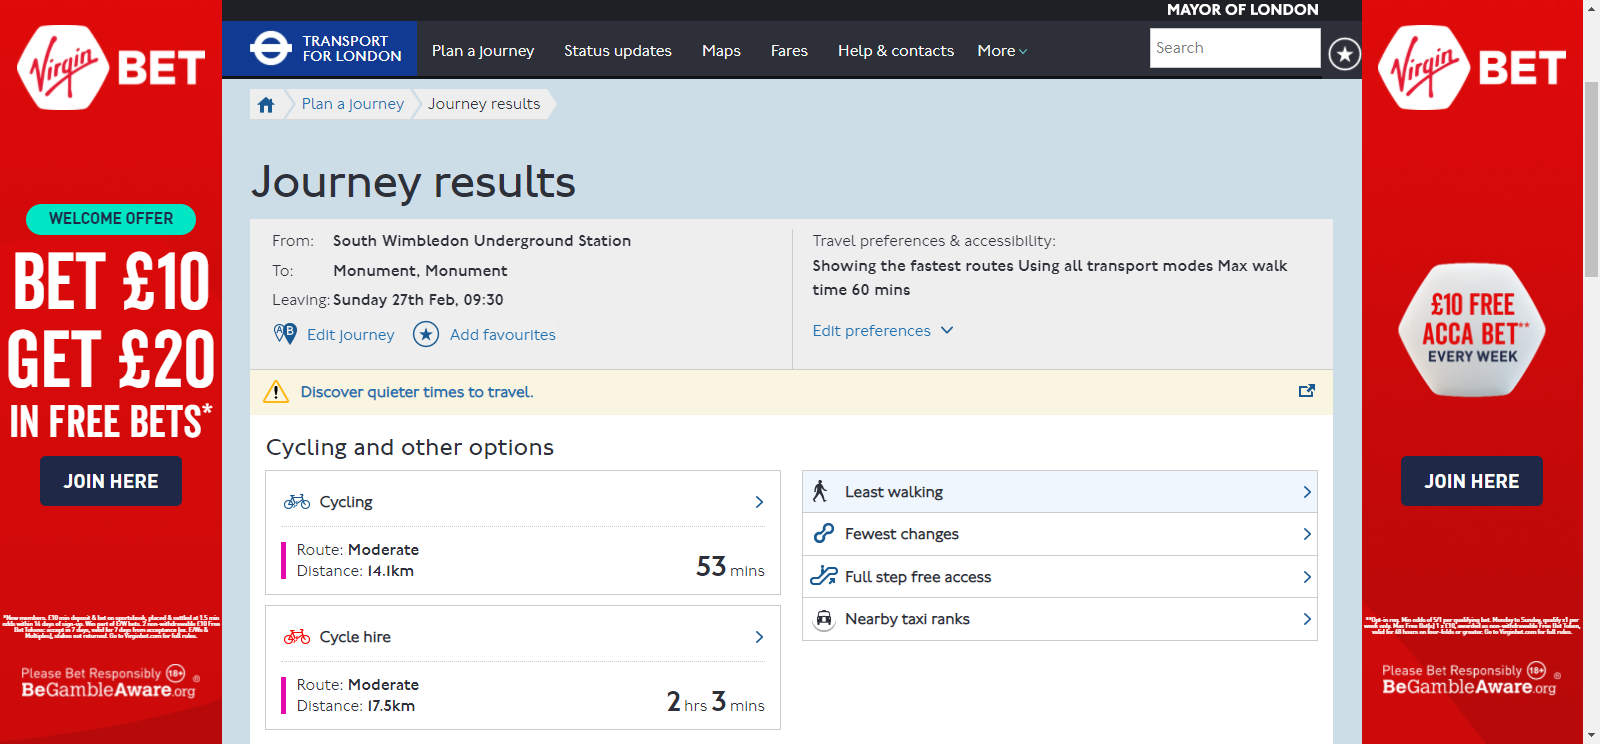 MAYOR OF LONDON
TRANSPORT
FOR LONDON
Plan a journey
Status updates
Maps
Fares
Help & contacts
More
Search
Plan a journey
Journey results
Journey results
From: South Wimbledon Underground Station
To: Monument, Monument
Leaving: Sunday 27th Feb, 09:30
Edit journey
Add favourites
Travel preferences & accessibility:
Showing the fastest routes Using all transport modes Max walk
time 60 mins
Edit preferences
Discover quieter times to travel.
Cycling and other options
Cycling
Route: Moderate
Distance: 14.1km
53 mins
Cycle hire
Route: Moderate
Distance: 17.5km
2 hrs 3 mins
Least walking
Fewest changes
Full step free access
Nearby taxi ranks
Virgin BET
WELCOME OFFER
BET £10
GET £20
IN FREE BETS*
JOIN HERE
Please Bet Responsibly 18+
BeGambleAware.org
Virgin BET
£10 FREE
ACCA BET**
EVERY WEEK
JOIN HERE
Please Bet Responsibly 18+
BeGambleAware.org